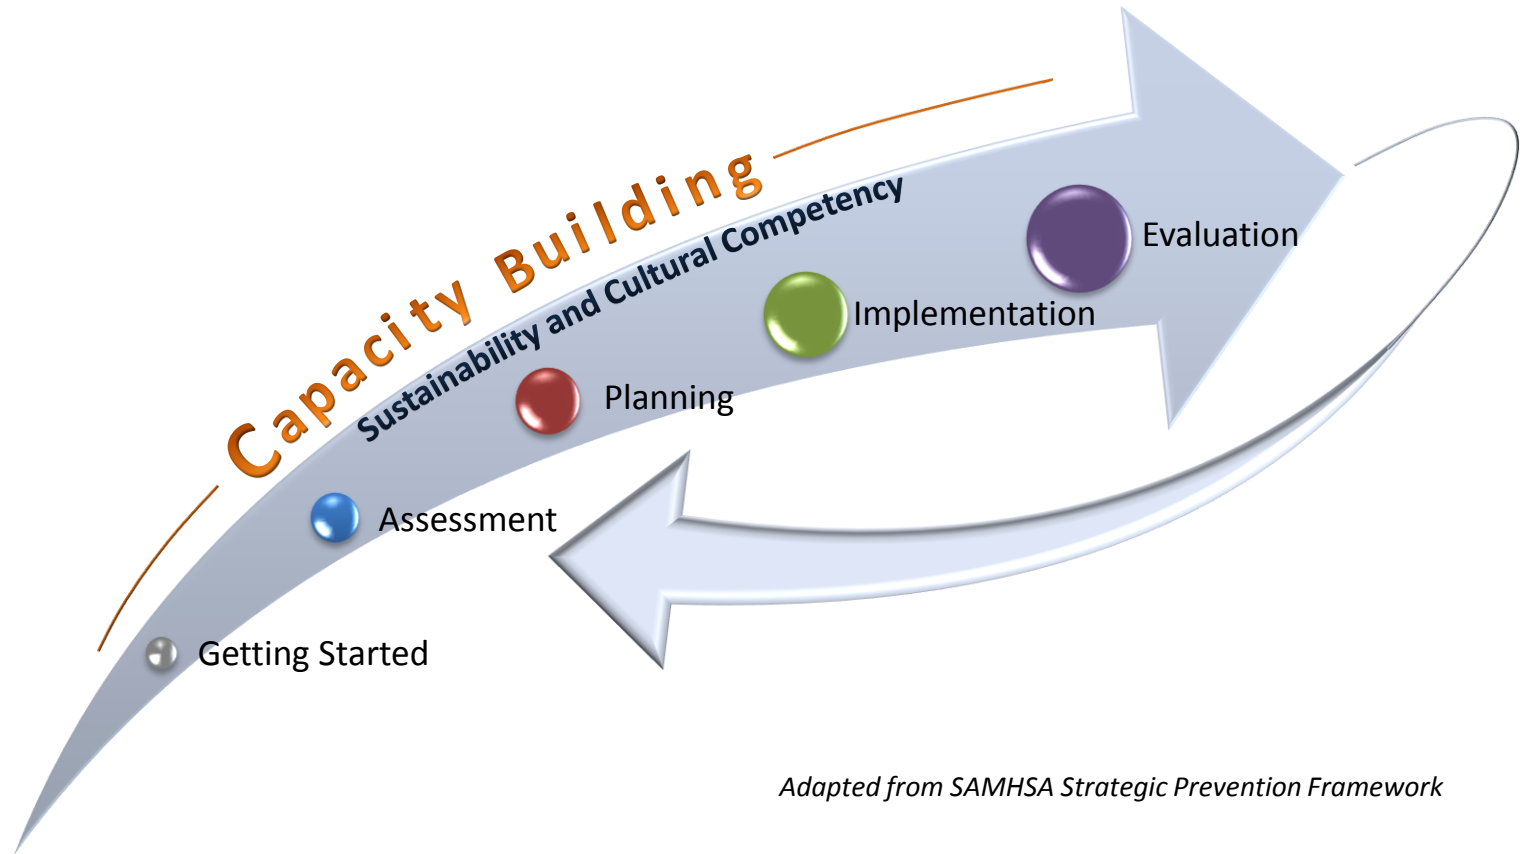 Capacity Building
Sustainability and Cultural Competency
Evaluation
Implementation
Planning
Assessment
Getting Started
Adapted from SAMHSA Strategic Prevention Framework